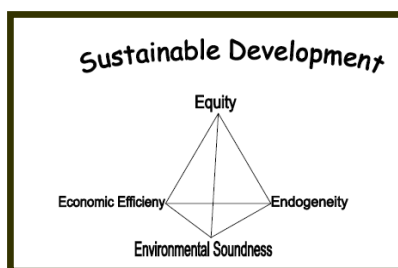 Sustainable Development
Equity
Economic Efficieny Endogeneity
Environmental Soundness